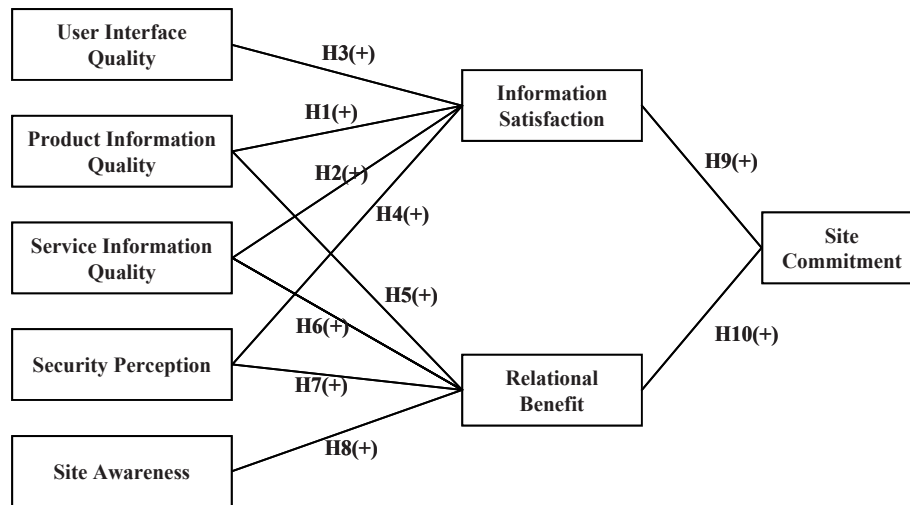 User Interface
Quality
H3(+)
Product Information
Quality
H1(+)
Information
Satisfaction
H2(+)
H9(+)
Service Information
Quality
H4(+)
Site
Commitment
H5(+)
H6(+)
H10(+)
Security Perception
H7(+)
Relational
Benefit
H8(+)
Site Awareness